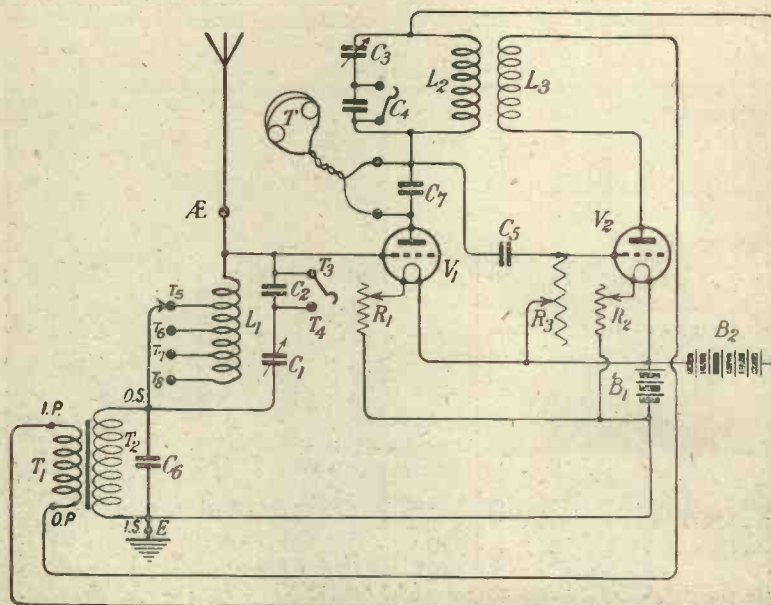 C3
C4
L2
L3
T
Æ
C7
V1
V2
C5
T3
T4
C2
C1
T5
T6
T7
T8
L1
R1
R3
R2
B2
B1
I.P.
O.P.
T1
O.S.
T2
C6
I.S.
E